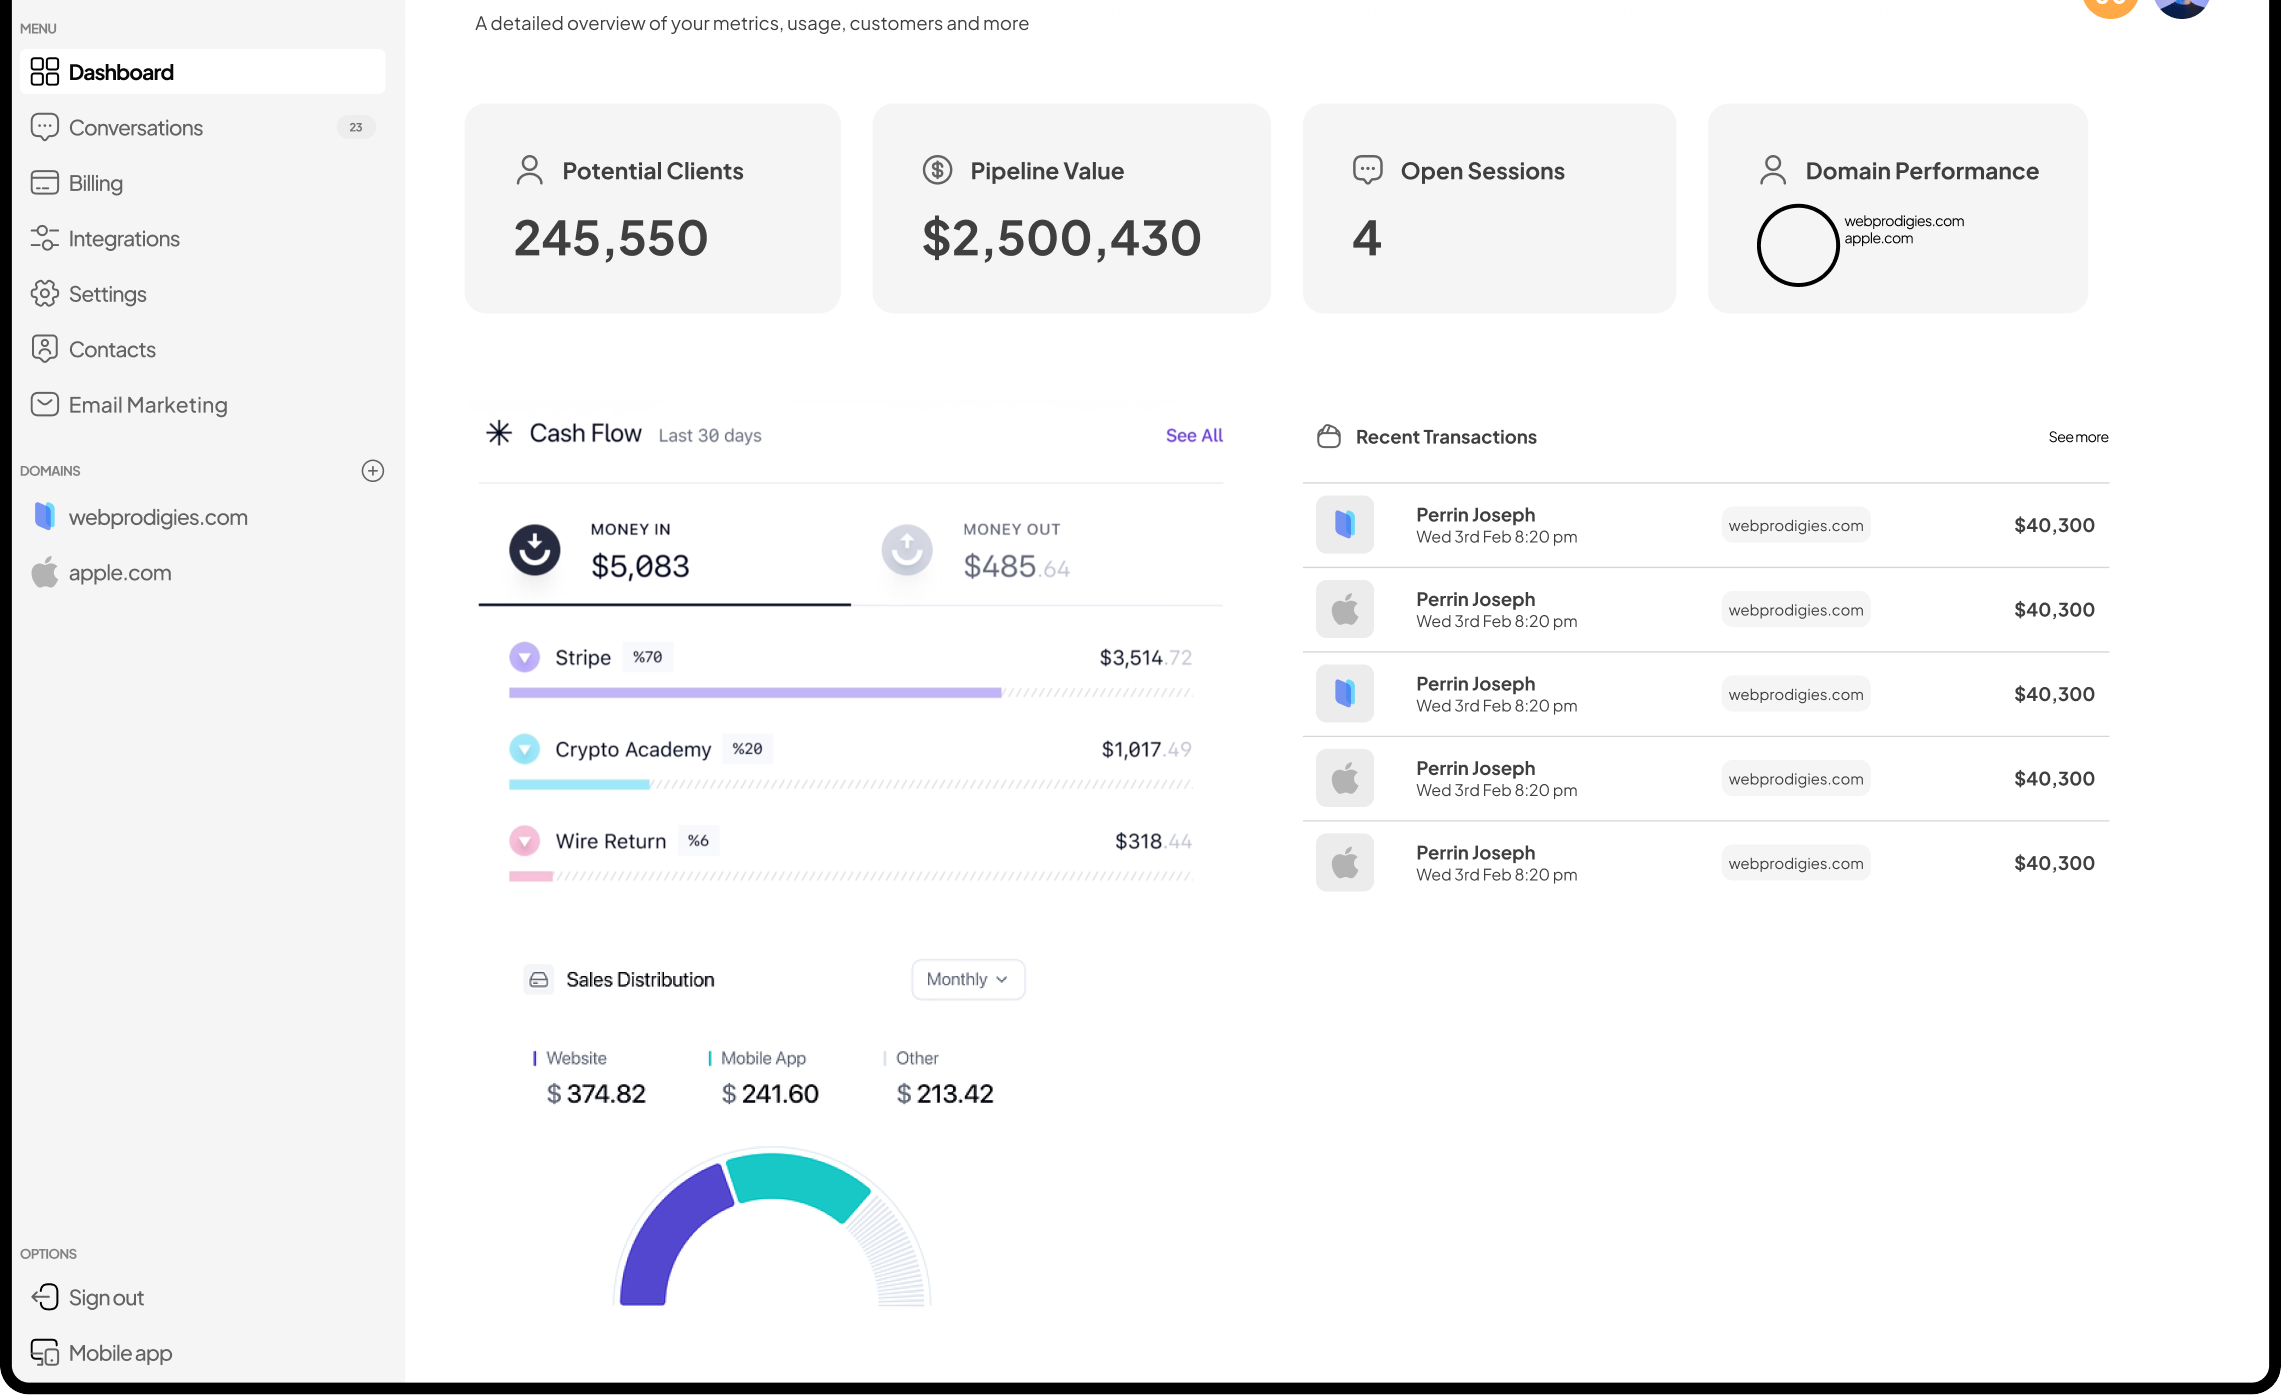 MENU
Dashboard
Conversations 23
Billing
Integrations
Settings
Contacts
Email Marketing
DOMAINS
webprodigies.com
apple.com
OPTIONS
Sign out
Mobile app
A detailed overview of your metrics, usage, customers and more
Potential Clients
245,550
Pipeline Value
$2,500,430
Open Sessions
4
Domain Performance
webprodigies.com
apple.com
Cash Flow Last 30 days See All
MONEY IN
$5,083
MONEY OUT
$485.64
Stripe %70 $3,514.72
Crypto Academy %20 $1,017.49
Wire Return %6 $318.44
Recent Transactions See more
Perrin Joseph
Wed 3rd Feb 8:20 pm
webprodigies.com
$40,300
Perrin Joseph
Wed 3rd Feb 8:20 pm
webprodigies.com
$40,300
Perrin Joseph
Wed 3rd Feb 8:20 pm
webprodigies.com
$40,300
Perrin Joseph
Wed 3rd Feb 8:20 pm
webprodigies.com
$40,300
Perrin Joseph
Wed 3rd Feb 8:20 pm
webprodigies.com
$40,300
Sales Distribution Monthly
Website
$ 374.82
Mobile App
$ 241.60
Other
$ 213.42